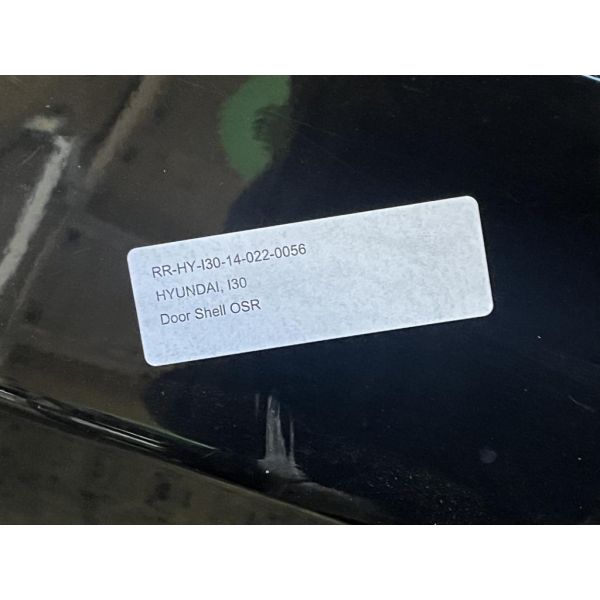 RR-HY-I30-14-022-0056
HYUNDAI, I30
Door Shell OSR